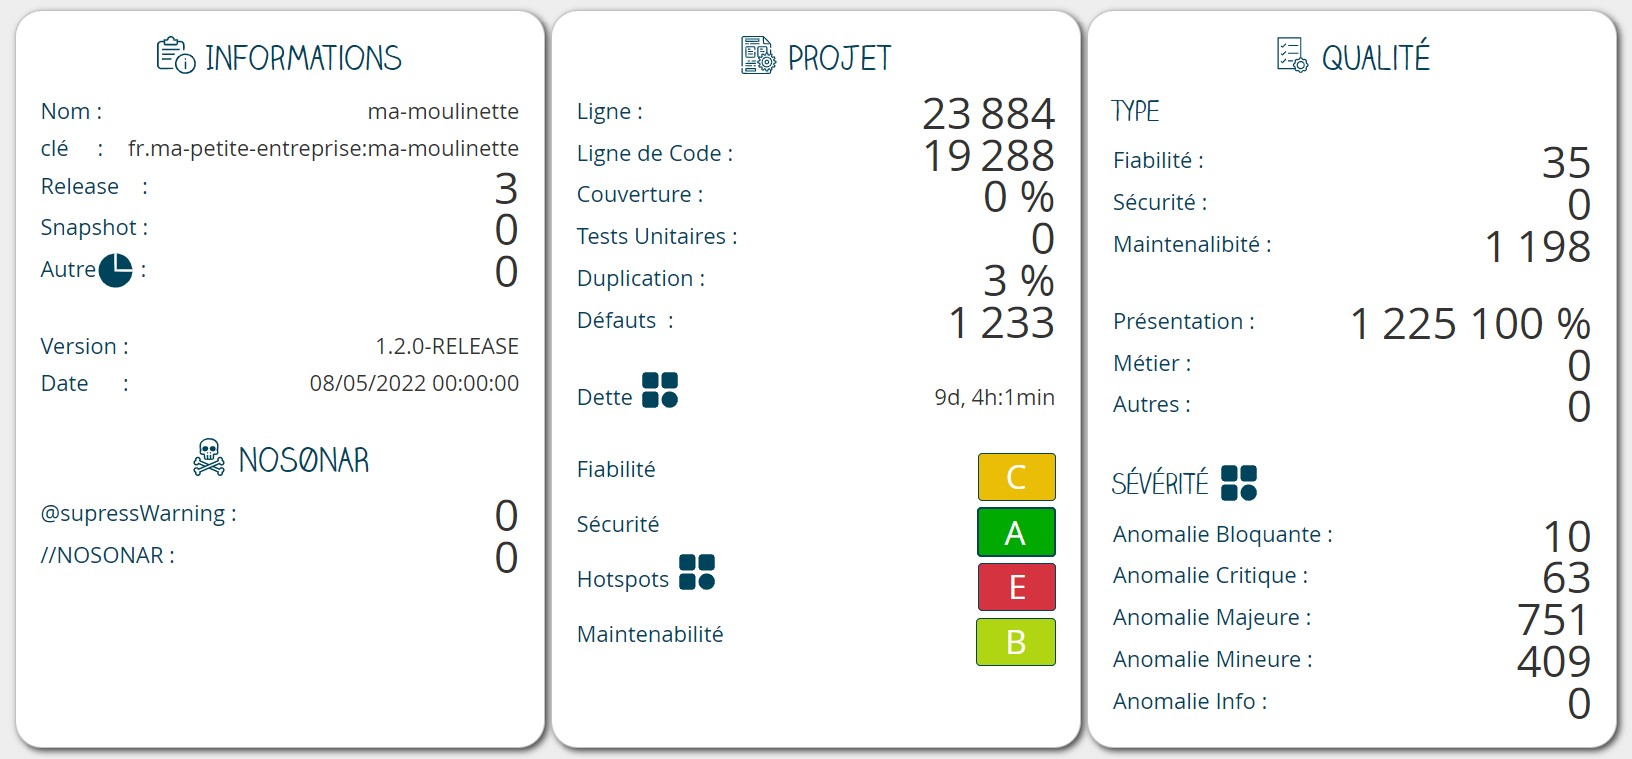 INFORMATIONS
Nom : ma-moulinette
clé : fr.ma-petite-entreprise:ma-moulinette
Release : 3
Snapshot : 0
Autre : 0
Version : 1.2.0-RELEASE
Date : 08/05/2022 00:00:00
NOSØNAR
@supressWarning : 0
//NOSONAR : 0
PROJET
Ligne : 23 884
Ligne de Code : 19 288
Couverture : 0 %
Tests Unitaires : 0
Duplication : 3 %
Défauts : 1 233
Dette 9d, 4h:1min
Fiabilité C
Sécurité A
Hotspots E
Maintenabilité B
QUALITÉ
TYPE
Fiabilité : 35
Sécurité : 0
Maintenalibité : 1 198
Présentation : 1 225 100 %
Métier : 0
Autres : 0
SÉVÉRITÉ
Anomalie Bloquante : 10
Anomalie Critique : 63
Anomalie Majeure : 751
Anomalie Mineure : 409
Anomalie Info : 0